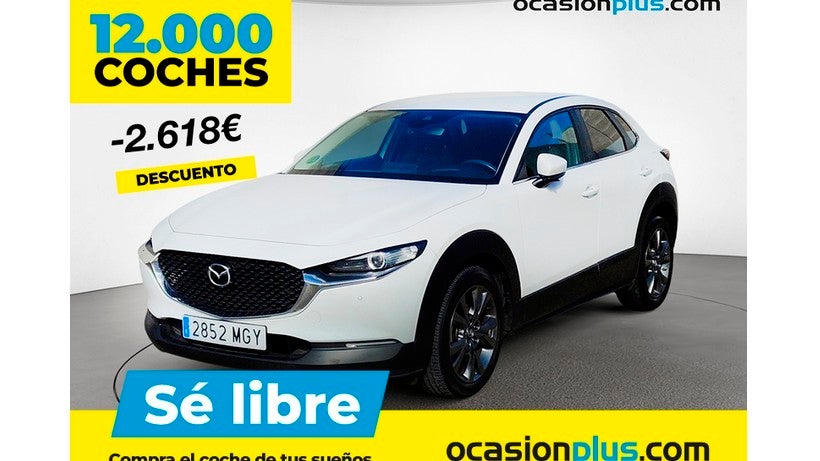 ocasionplus.com
12.000
COCHES
-2.618€
DESCUENTO
2852 MGY
Sé libre
Compra el coche de tus sueños
ocasionplus.com